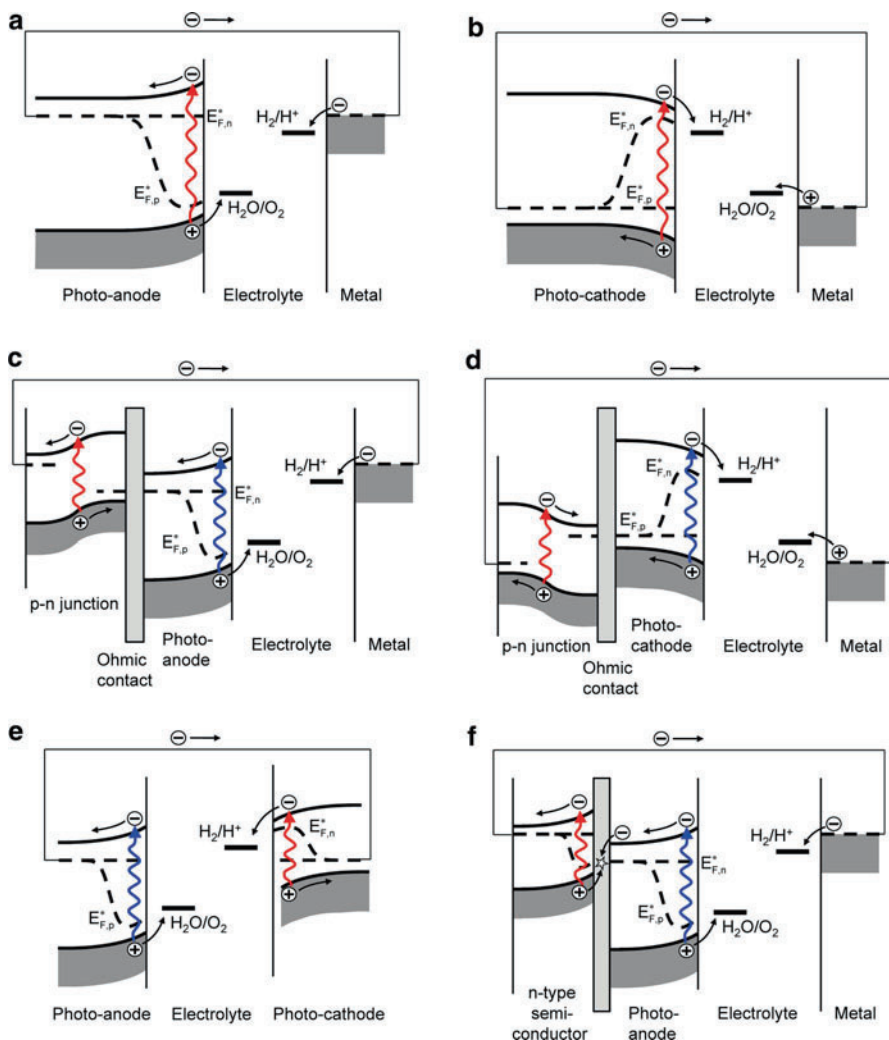 a
⊖ →
⊖
E*F,n
H₂/H⁺
⊖
E*F,p
H₂O/O₂
⊕
Photo-anode
Electrolyte
Metal
b
⊖ →
⊖
H₂/H⁺
E*F,n
E*F,p
H₂O/O₂
⊕
⊕
Photo-cathode
Electrolyte
Metal
c
⊖ →
⊖
⊖
⊖
H₂/H⁺
E*F,n
⊕
E*F,p
H₂O/O₂
⊕
p-n junction
Ohmic
contact
Photo-
anode
Electrolyte
Metal
d
⊖ →
⊖
H₂/H⁺
E*F,n
⊖
E*F,p
H₂O/O₂
⊕
⊕
⊕
p-n junction
Ohmic
contact
Photo-
cathode
Electrolyte
Metal
e
⊖ →
⊖
⊖
H₂/H⁺
E*F,n
E*F,p
H₂O/O₂
⊕
⊕
Photo-anode
Electrolyte
Photo-cathode
f
⊖ →
⊖
⊖
⊖
⊖
H₂/H⁺
E*F,n
⊕
E*F,p
H₂O/O₂
⊕
n-type
semi-
conductor
Photo-
anode
Electrolyte
Metal